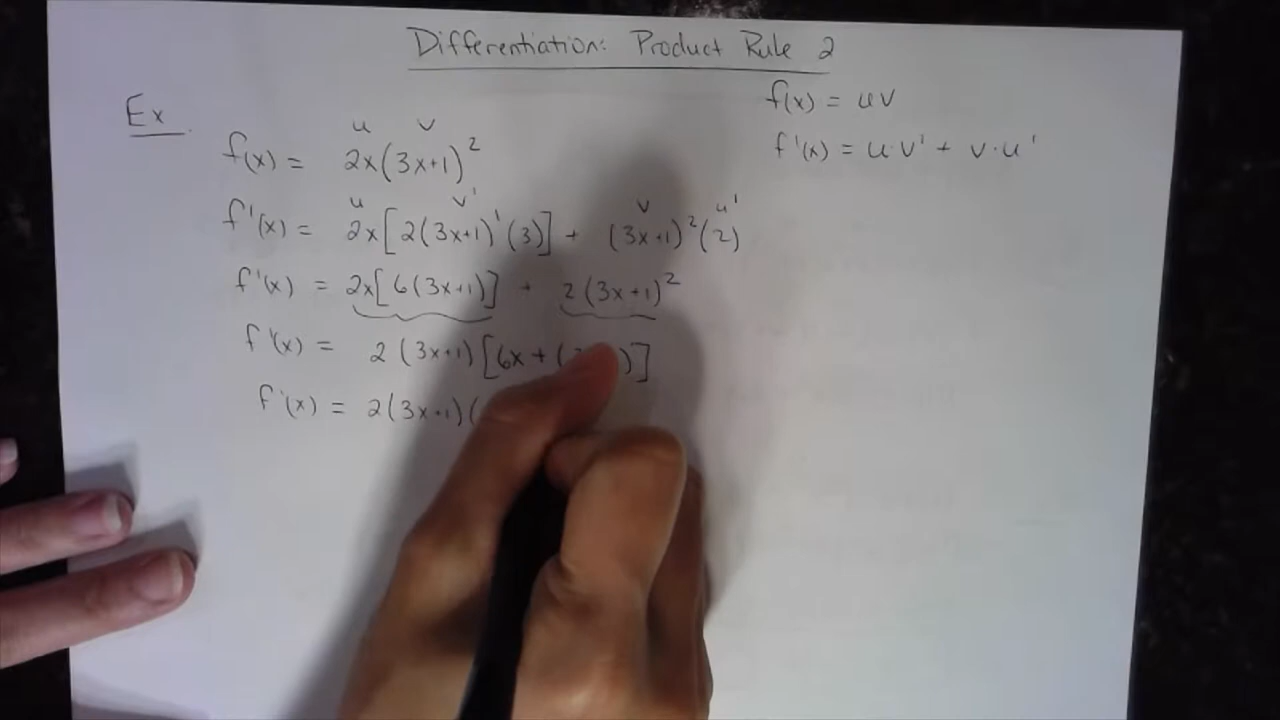 Differentiation: Product Rule 2
f(x) = uv
f'(x) = u·v' + v·u'
Ex
u v
f(x) = 2x(3x+1)²
u v' v u'
f'(x) = 2x[2(3x+1)¹(3)] + (3x+1)²(2)
f'(x) = 2x[6(3x+1)] + 2(3x+1)²
f'(x) = 2(3x+1)[6x + ( )]
f'(x) = 2(3x+1)(